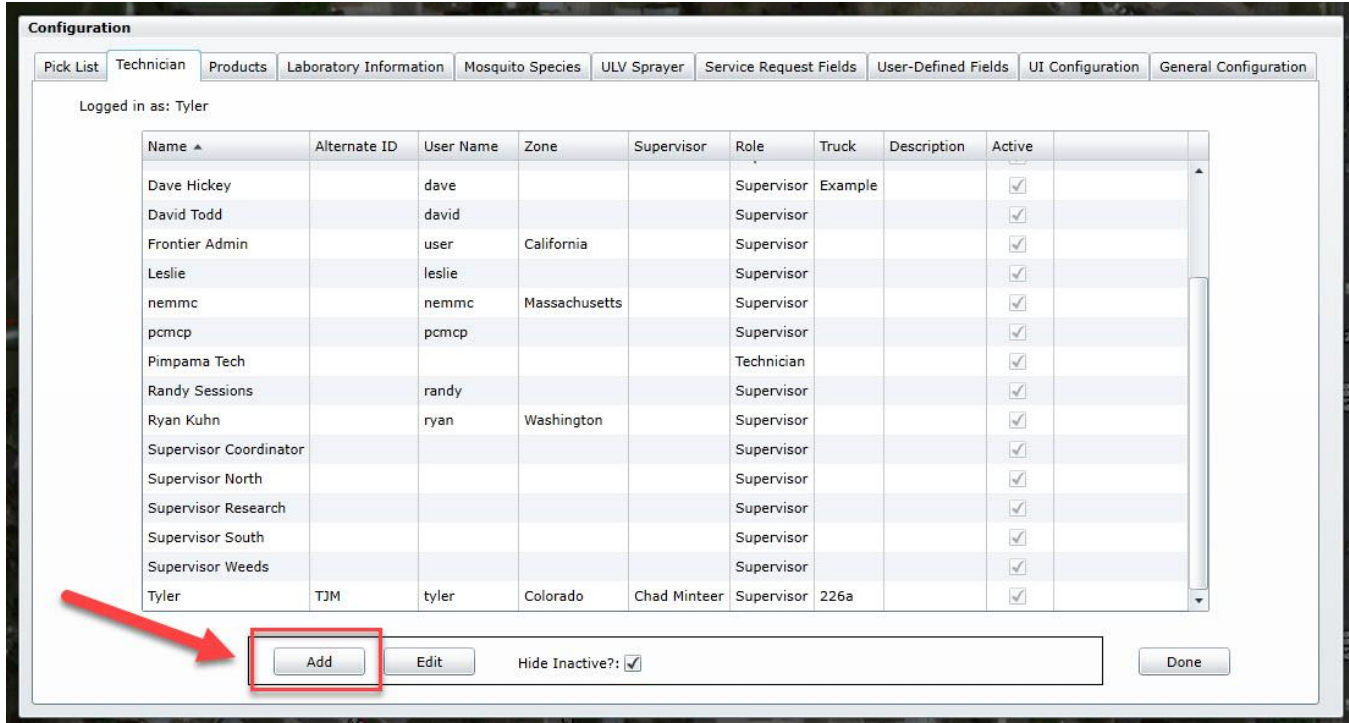 Configuration
Pick List Technician Products Laboratory Information Mosquito Species ULV Sprayer Service Request Fields User-Defined Fields UI Configuration General Configuration
Logged in as: Tyler
Name Alternate ID User Name Zone Supervisor Role Truck Description Active
Dave Hickey dave Supervisor Example
David Todd david Supervisor
Frontier Admin user California Supervisor
Leslie leslie Supervisor
nemmc nemmc Massachusetts Supervisor
pcmcp pcmcp Supervisor
Pimpama Tech Technician
Randy Sessions randy Supervisor
Ryan Kuhn ryan Washington Supervisor
Supervisor Coordinator Supervisor
Supervisor North Supervisor
Supervisor Research Supervisor
Supervisor South Supervisor
Supervisor Weeds Supervisor
Tyler TJM tyler Colorado Chad Minteer Supervisor 226a
Add Edit Hide Inactive?: Done